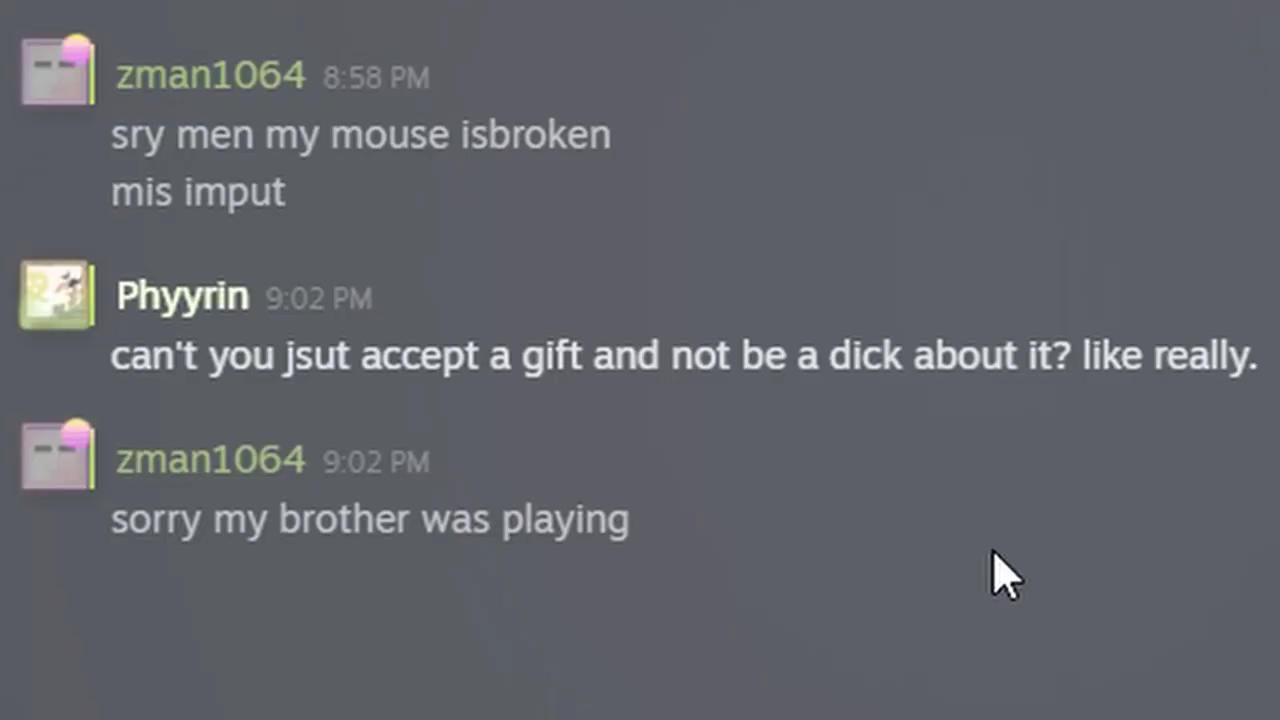 zman1064 8:58 PM
sry men my mouse isbroken
mis imput
Phyyrin 9:02 PM
can't you jsut accept a gift and not be a dick about it? like really.
zman1064 9:02 PM
sorry my brother was playing